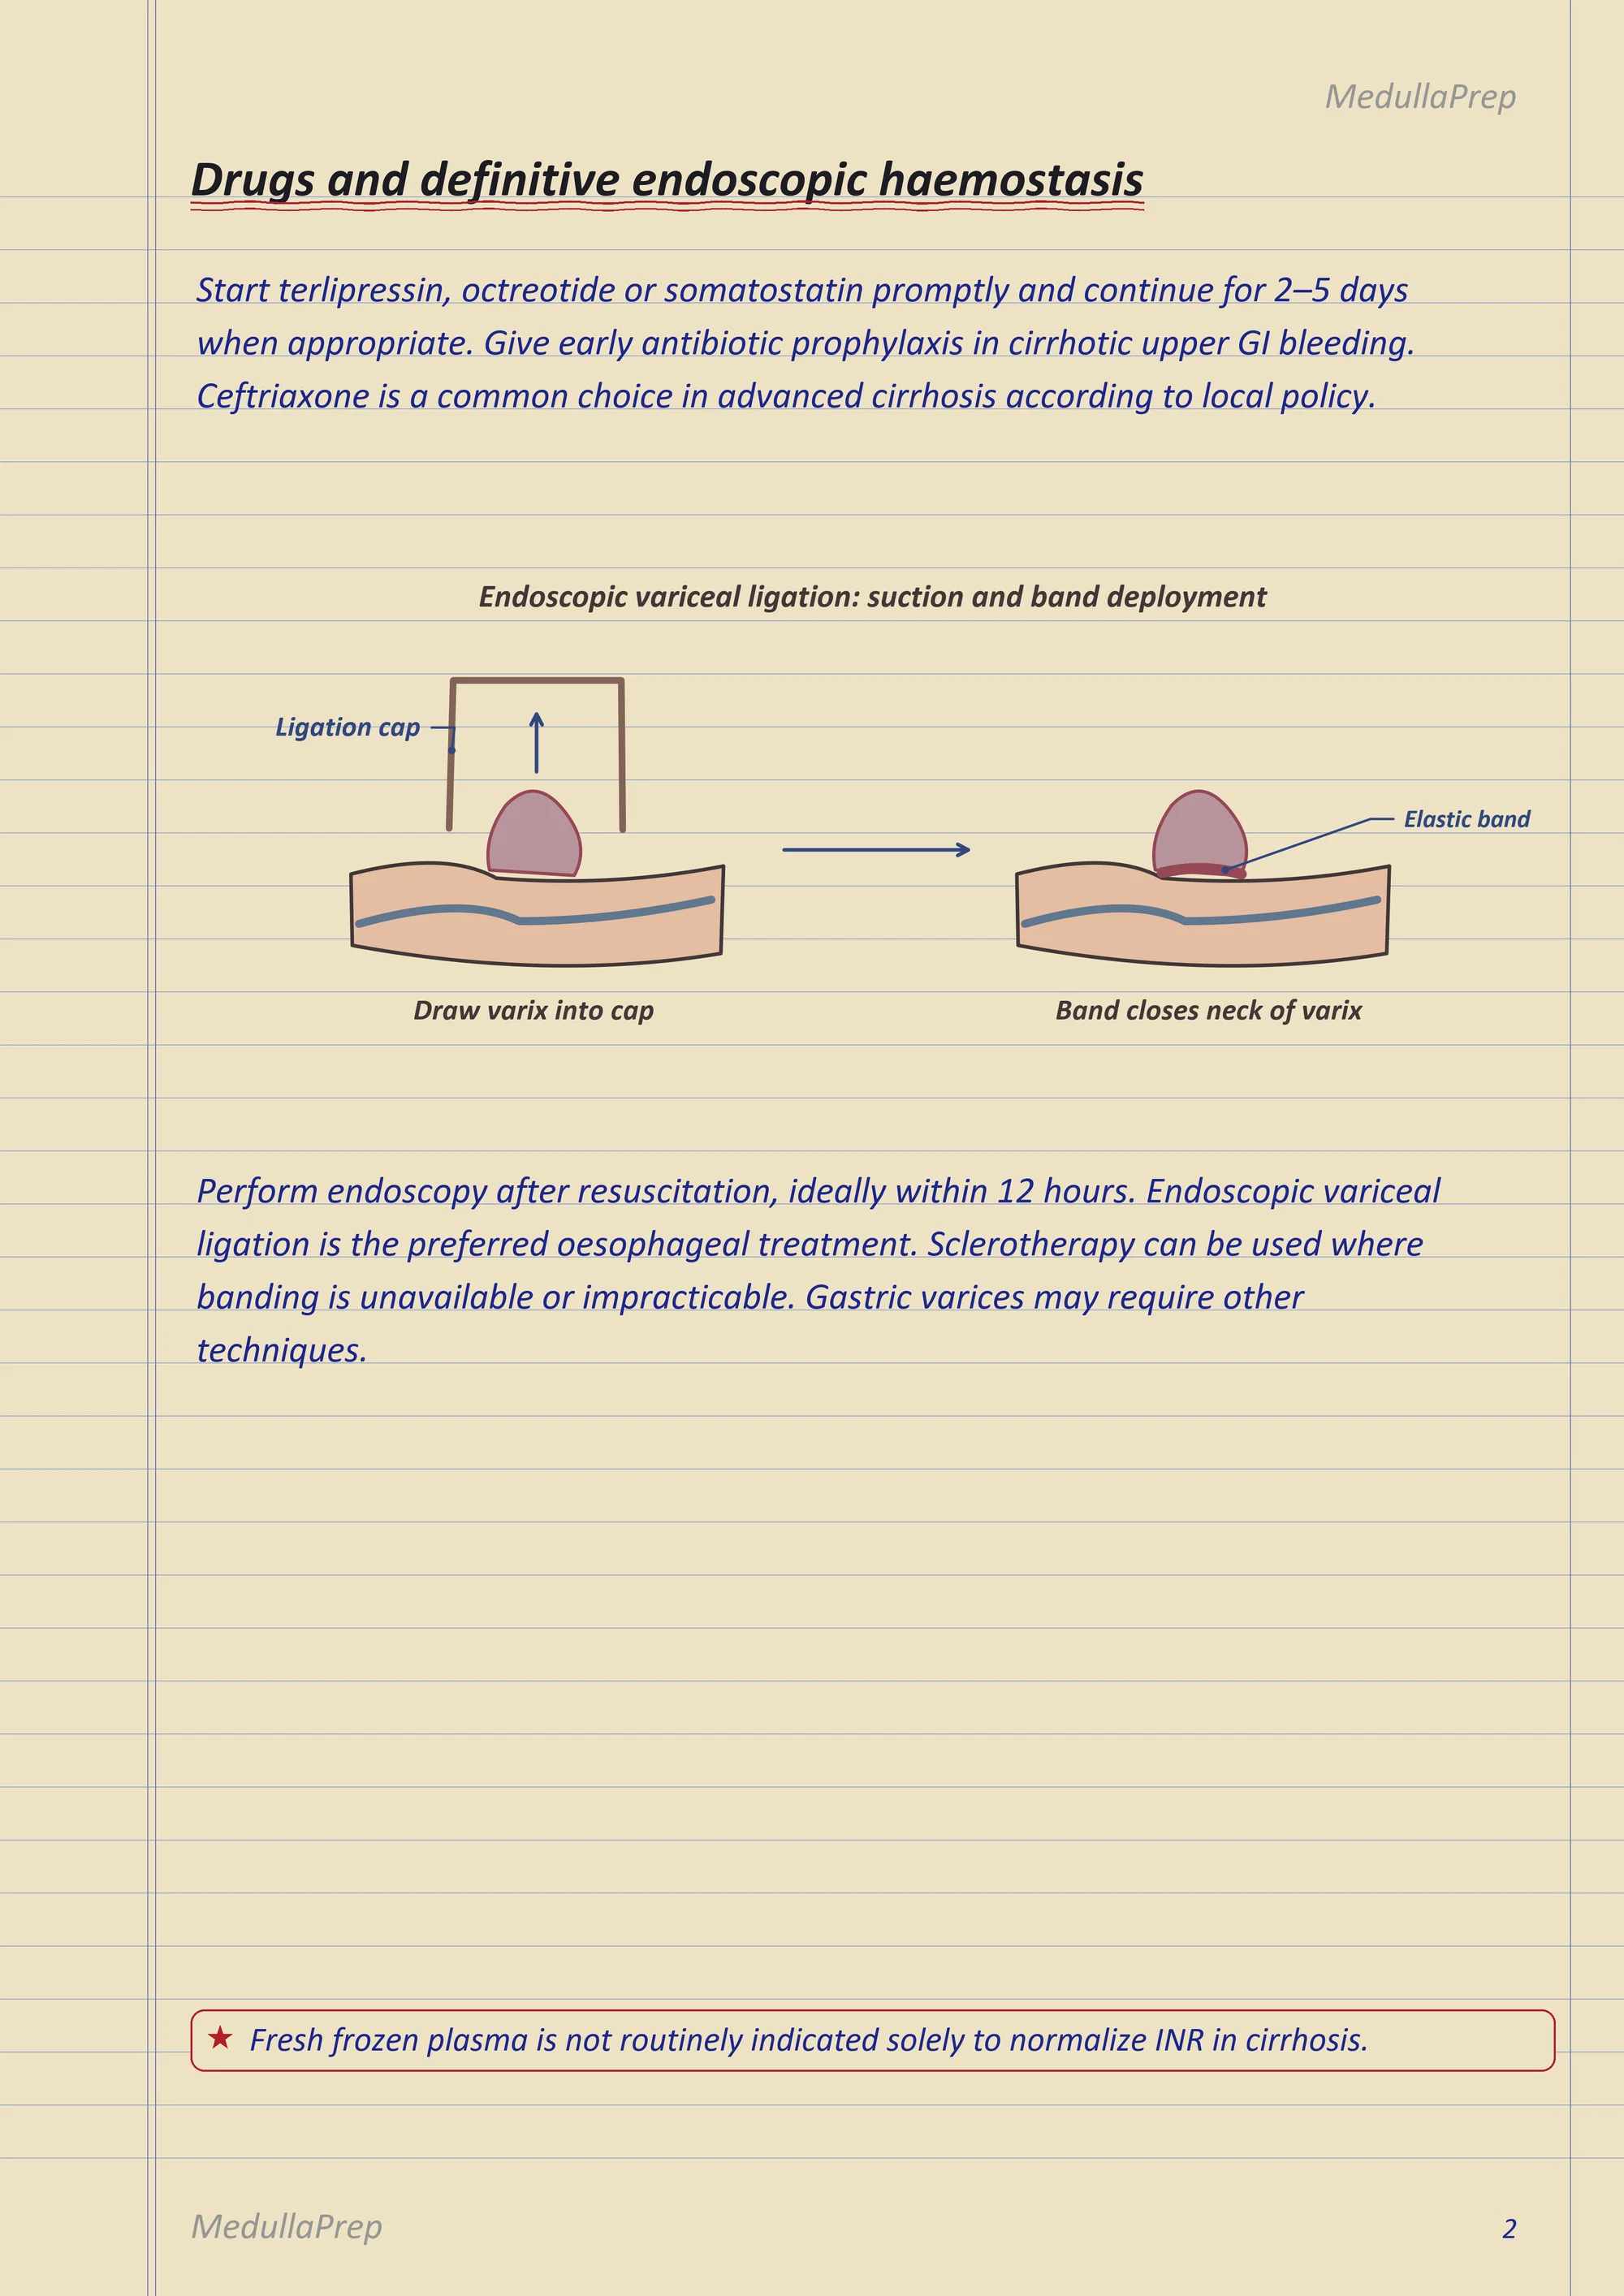 MedullaPrep
Drugs and definitive endoscopic haemostasis
Start terlipressin, octreotide or somatostatin promptly and continue for 2–5 days
when appropriate. Give early antibiotic prophylaxis in cirrhotic upper GI bleeding.
Ceftriaxone is a common choice in advanced cirrhosis according to local policy.
Endoscopic variceal ligation: suction and band deployment
Ligation cap
Elastic band
Draw varix into cap
Band closes neck of varix
Perform endoscopy after resuscitation, ideally within 12 hours. Endoscopic variceal
ligation is the preferred oesophageal treatment. Sclerotherapy can be used where
banding is unavailable or impracticable. Gastric varices may require other
techniques.
★ Fresh frozen plasma is not routinely indicated solely to normalize INR in cirrhosis.
MedullaPrep
2